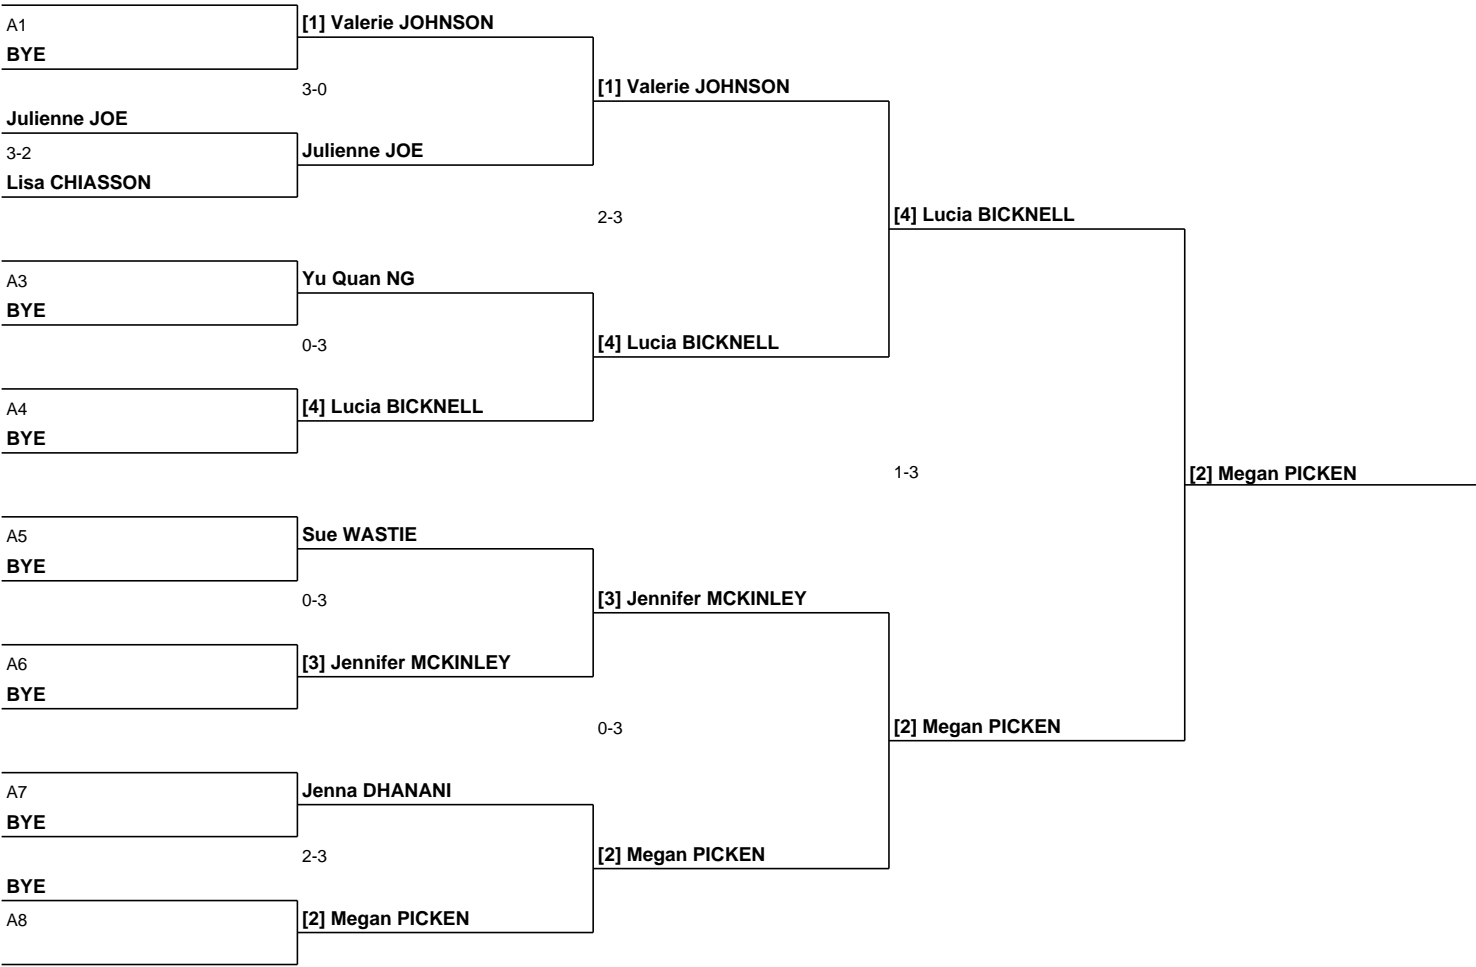 A1
BYE
[1] Valerie JOHNSON
3-0
[1] Valerie JOHNSON
Julienne JOE
3-2
Lisa CHIASSON
Julienne JOE
2-3
[4] Lucia BICKNELL
A3
BYE
Yu Quan NG
0-3
[4] Lucia BICKNELL
A4
BYE
[4] Lucia BICKNELL
1-3
[2] Megan PICKEN
A5
BYE
Sue WASTIE
0-3
[3] Jennifer MCKINLEY
A6
BYE
[3] Jennifer MCKINLEY
0-3
[2] Megan PICKEN
A7
BYE
Jenna DHANANI
2-3
[2] Megan PICKEN
BYE
A8
[2] Megan PICKEN